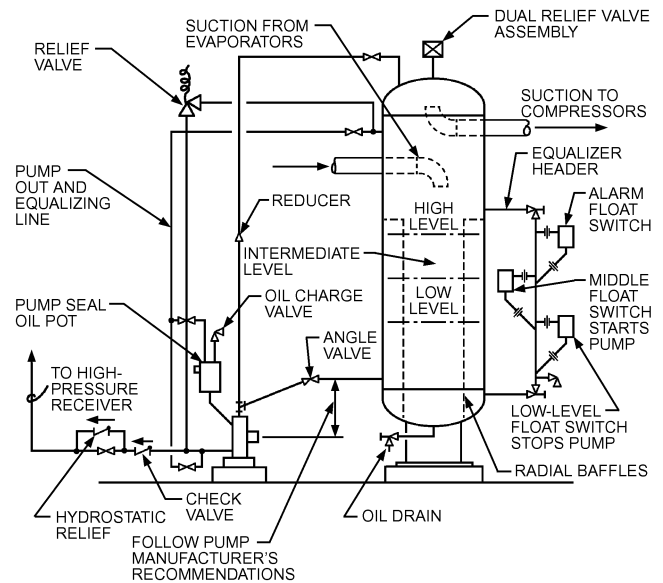 DUAL RELIEF VALVE
ASSEMBLY
SUCTION FROM
EVAPORATORS
RELIEF
VALVE
SUCTION TO
COMPRESSORS
EQUALIZER
HEADER
PUMP
OUT AND
EQUALIZING
LINE
REDUCER
ALARM
FLOAT
SWITCH
HIGH
LEVEL
INTERMEDIATE
LEVEL
LOW
LEVEL
MIDDLE
FLOAT
SWITCH
STARTS
PUMP
PUMP SEAL
OIL POT
OIL CHARGE
VALVE
ANGLE
VALVE
TO HIGH-
PRESSURE
RECEIVER
LOW-LEVEL
FLOAT SWITCH
STOPS PUMP
RADIAL BAFFLES
CHECK
VALVE
HYDROSTATIC
RELIEF
OIL DRAIN
FOLLOW PUMP
MANUFACTURER'S
RECOMMENDATIONS